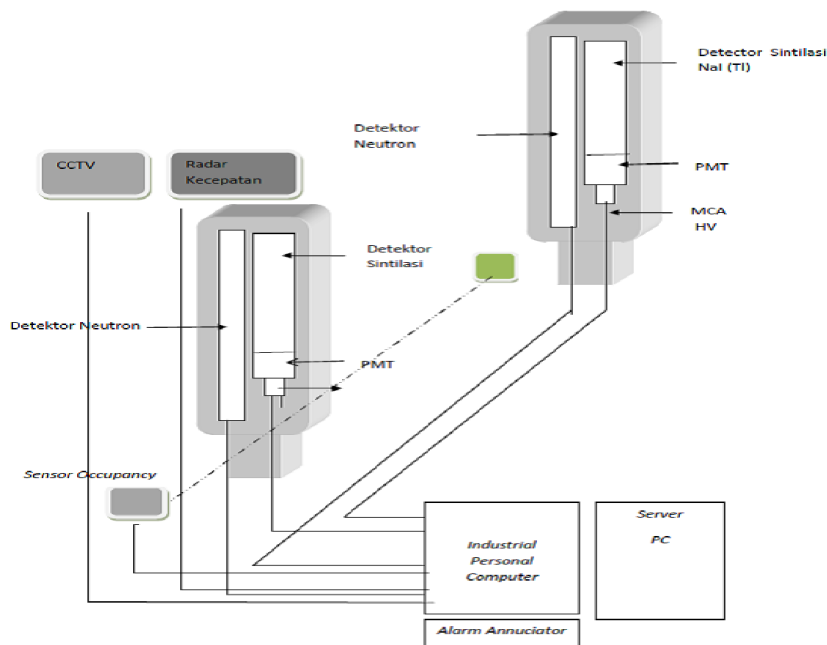 Detector Sintilasi
NaI (Tl)
Detektor
Neutron
CCTV
Radar
Kecepatan
PMT
MCA
HV
Detektor
Sintilasi
Detektor Neutron
PMT
Sensor Occupancy
Industrial
Personal
Computer
Server
PC
Alarm Annuciator